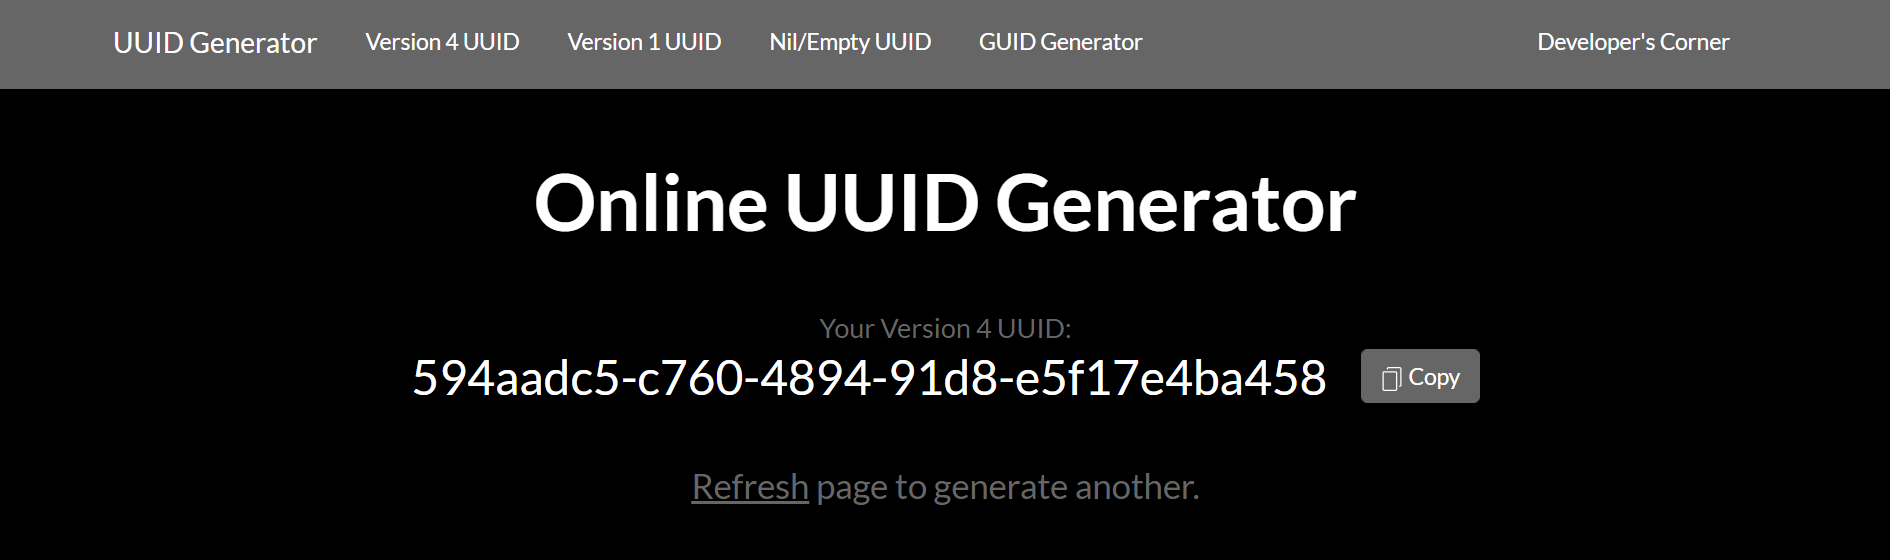 UUID Generator Version 4 UUID Version 1 UUID Nil/Empty UUID GUID Generator Developer's Corner
Online UUID Generator
Your Version 4 UUID:
594aadc5-c760-4894-91d8-e5f17e4ba458 Copy
Refresh page to generate another.